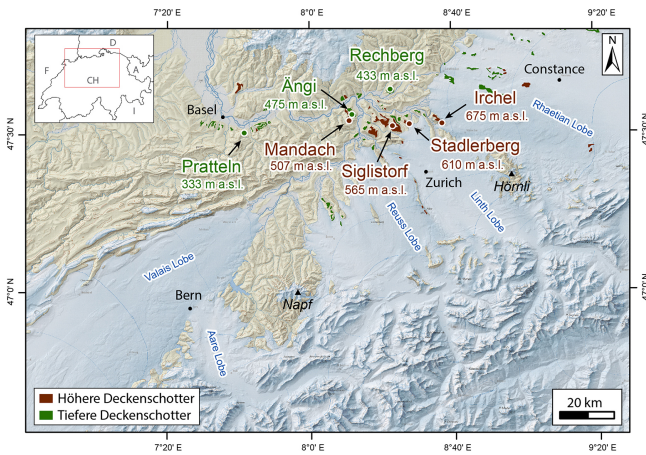 7°20' E
8°0' E
8°40' E
9°20' E
D
F
A
CH
I
N
Rechberg
433 m a.s.l.
Constance
Ängi
475 m a.s.l.
Irchel
675 m a.s.l.
Basel
Rhaetian Lobe
47°30' N
47°30' N
Mandach
507 m a.s.l.
Stadlerberg
610 m a.s.l.
Pratteln
333 m a.s.l.
Siglistorf
565 m a.s.l.
Zurich
Hörnli
Linth Lobe
Reuss Lobe
Valais Lobe
47°0' N
47°0' N
Bern
Napf
Aare Lobe
Höhere Deckenschotter
Tiefere Deckenschotter
20 km
7°20' E
8°0' E
8°40' E
9°20' E